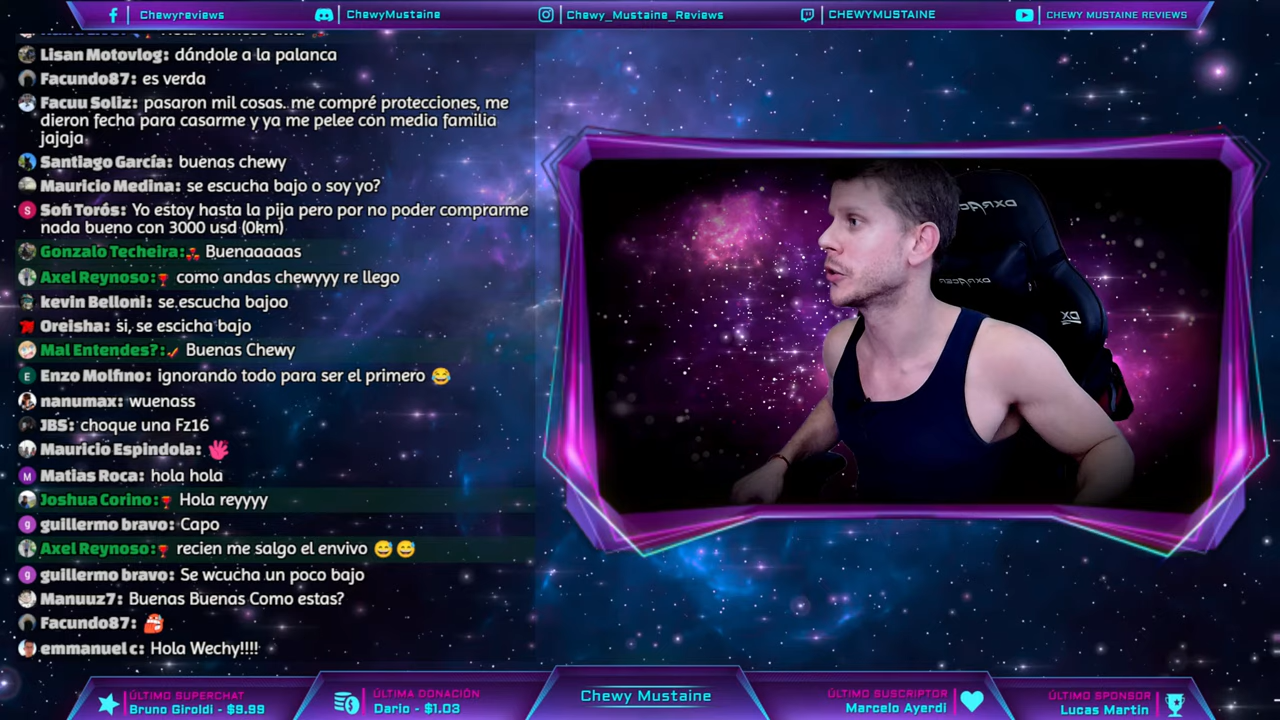 Chewyreviews
ChewyMustaine
Chewy_Mustaine_Reviews
CHEWYMUSTAINE
CHEWY MUSTAINE REVIEWS
Lisan Motovlog: dándole a la palanca
Facundo87: es verda
Facuu Soliz: pasaron mil cosas. me compré protecciones, me
dieron fecha para casarme y ya me pelee con media familia
jajaja
Santiago García: buenas chewy
Mauricio Medina: se escucha bajo o soy yo?
S Sofi Torós: Yo estoy hasta la pija pero por no poder comprarme
nada bueno con 3000 usd (0km)
Gonzalo Techeira: Buenaaaaas
Axel Reynoso: como andas chewyyy re llego
kevin Belloni: se escucha bajoo
Oreisha: si, se escicha bajo
Mal Entendes?: Buenas Chewy
E Enzo Molfino: ignorando todo para ser el primero 😂
nanumax: wuenass
JBS: choque una Fz16
Mauricio Espindola:
M Matias Roca: hola hola
Joshua Corino: Hola reyyyy
g guillermo bravo: Capo
Axel Reynoso: recien me salgo el envivo 😅😅
g guillermo bravo: Se wcucha un poco bajo
Manuuz7: Buenas Buenas Como estas?
Facundo87:
emmanuel c: Hola Wechy!!!!
DXRACER
DXRACER
DX
ÚLTIMO SUPERCHAT
Bruno Giroldi - $9.99
ÚLTIMA DONACIÓN
Dario - $1.03
Chewy Mustaine
ÚLTIMO SUSCRIPTOR
Marcelo Ayerdi
ÚLTIMO SPONSOR
Lucas Martin